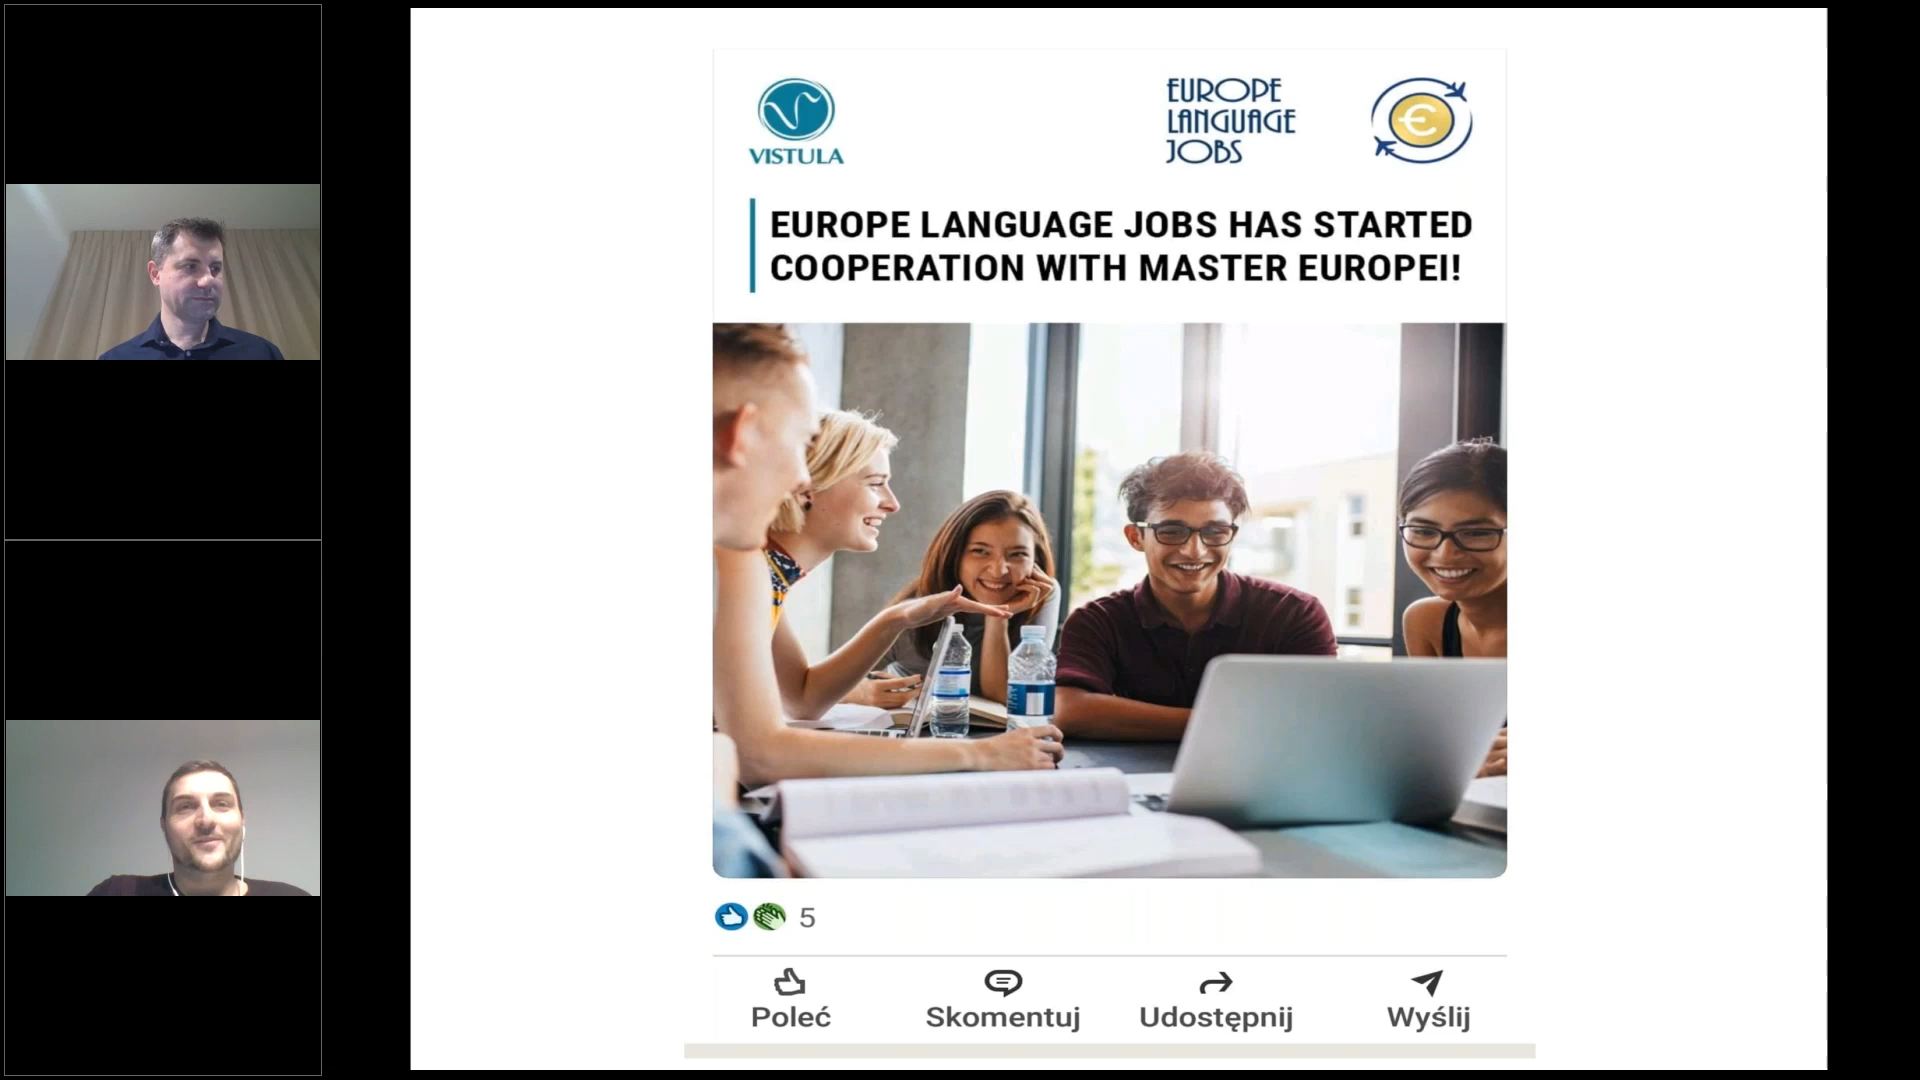 VISTULA
EUROPE
LANGUAGE
JOBS
€
EUROPE LANGUAGE JOBS HAS STARTED
COOPERATION WITH MASTER EUROPEI!
5
Poleć
Skomentuj
Udostępnij
Wyślij